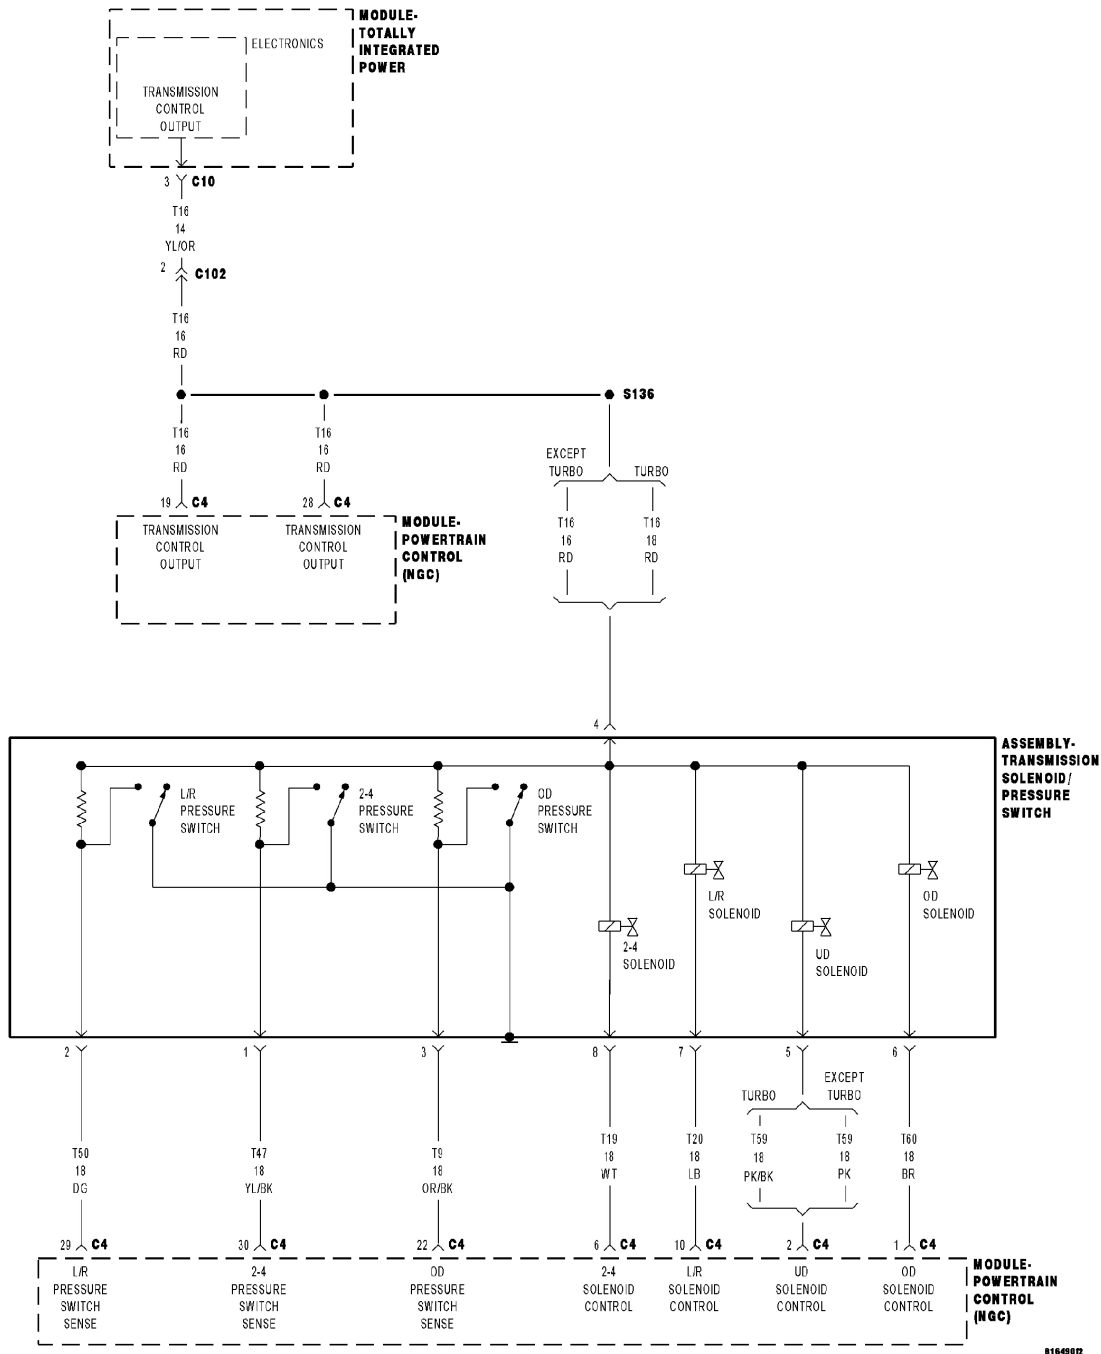 MODULE-
TOTALLY
INTEGRATED
POWER
ELECTRONICS
TRANSMISSION
CONTROL
OUTPUT
3 C10
T16
14
YL/OR
2 C102
T16
16
RD
S136
T16
16
RD
T16
16
RD
EXCEPT
TURBO
TURBO
19 C4
28 C4
T16
16
RD
T16
18
RD
TRANSMISSION
CONTROL
OUTPUT
TRANSMISSION
CONTROL
OUTPUT
MODULE-
POWERTRAIN
CONTROL
(NGC)
4
ASSEMBLY-
TRANSMISSION
SOLENOID/
PRESSURE
SWITCH
L/R
PRESSURE
SWITCH
2-4
PRESSURE
SWITCH
OD
PRESSURE
SWITCH
L/R
SOLENOID
OD
SOLENOID
2-4
SOLENOID
UD
SOLENOID
2
1
3
8
7
5
6
TURBO
EXCEPT
TURBO
T50
18
DG
T47
18
YL/BK
T9
18
OR/BK
T19
18
WT
T20
18
LB
T59
18
PK/BK
T59
18
PK
T60
18
BR
29 C4
30 C4
22 C4
6 C4
10 C4
2 C4
1 C4
L/R
PRESSURE
SWITCH
SENSE
2-4
PRESSURE
SWITCH
SENSE
OD
PRESSURE
SWITCH
SENSE
2-4
SOLENOID
CONTROL
L/R
SOLENOID
CONTROL
UD
SOLENOID
CONTROL
OD
SOLENOID
CONTROL
MODULE-
POWERTRAIN
CONTROL
(NGC)